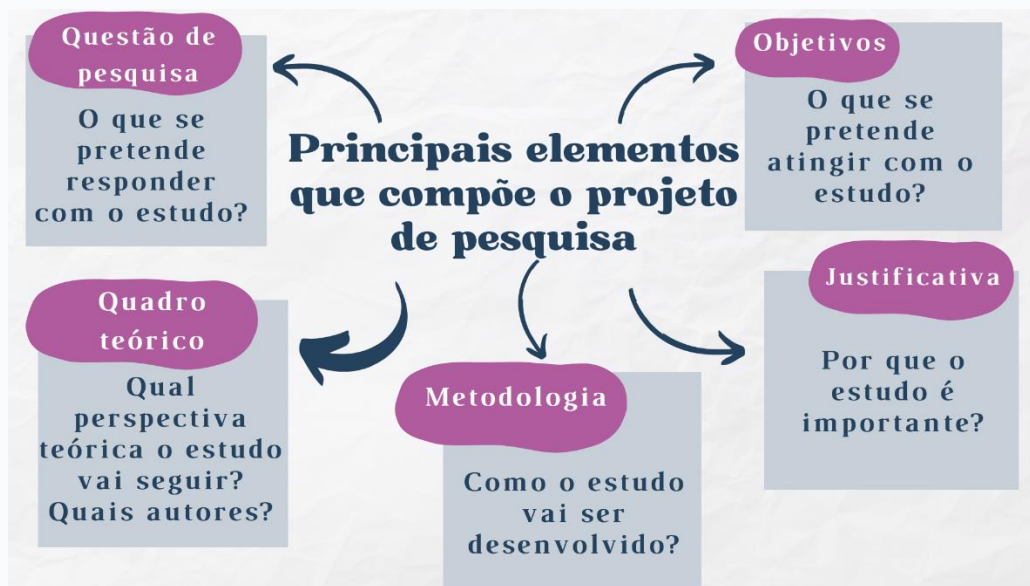 Principais elementos
que compõe o projeto
de pesquisa
Questão de
pesquisa
O que se
pretende
responder
com o estudo?
Objetivos
O que se
pretende
atingir com o
estudo?
Quadro
teórico
Qual
perspectiva
teórica o estudo
vai seguir?
Quais autores?
Metodologia
Como o estudo
vai ser
desenvolvido?
Justificativa
Por que o
estudo é
importante?